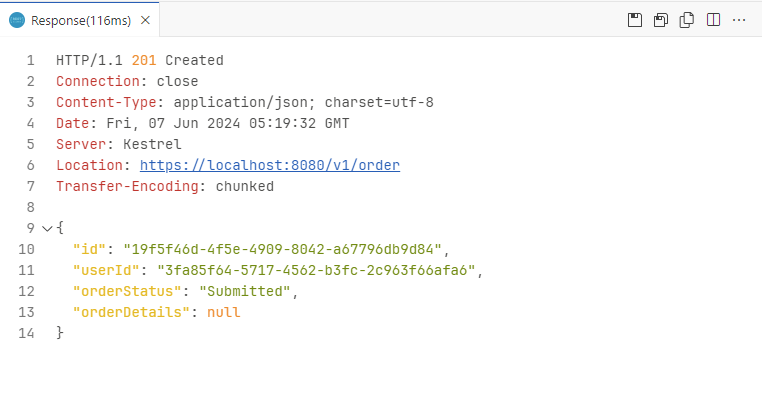 Response(116ms)
1 HTTP/1.1 201 Created
2 Connection: close
3 Content-Type: application/json; charset=utf-8
4 Date: Fri, 07 Jun 2024 05:19:32 GMT
5 Server: Kestrel
6 Location: https://localhost:8080/v1/order
7 Transfer-Encoding: chunked
8
9 {
10 "id": "19f5f46d-4f5e-4909-8042-a67796db9d84",
11 "userId": "3fa85f64-5717-4562-b3fc-2c963f66afa6",
12 "orderStatus": "Submitted",
13 "orderDetails": null
14 }